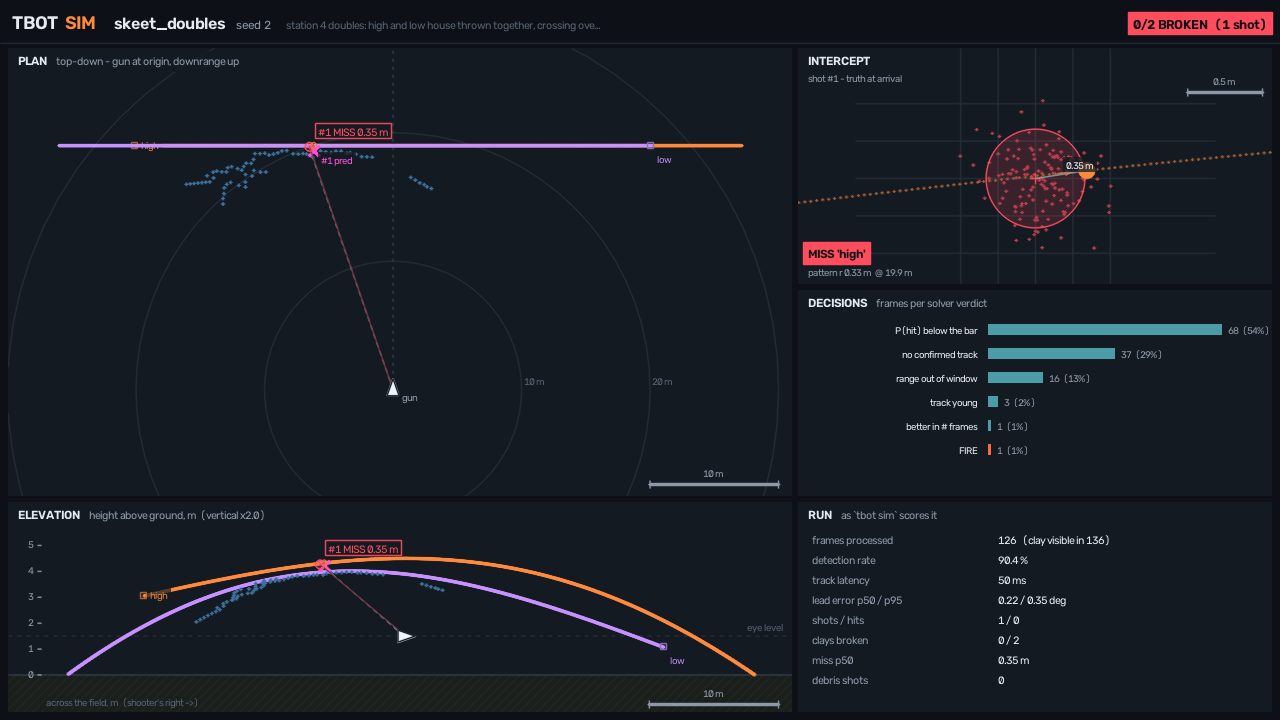 TBOT SIM skeet_doubles seed 2 station 4 doubles: high and low house thrown together, crossing ove...
0/2 BROKEN (1 shot)
PLAN top-down - gun at origin, downrange up
#1 MISS 0.35 m
high
#1 pred
low
10 m
20 m
gun
10 m
INTERCEPT
shot #1 - truth at arrival
0.5 m
0.35 m
MISS 'high'
pattern r 0.33 m @ 19.9 m
DECISIONS frames per solver verdict
P(hit) below the bar 68 (54%)
no confirmed track 37 (29%)
range out of window 16 (13%)
track young 3 (2%)
better in # frames 1 (1%)
FIRE 1 (1%)
ELEVATION height above ground, m (vertical x2.0)
5
4
3
2
1
0
#1 MISS 0.35 m
high
eye level
low
across the field, m (shooter's right ->)
10 m
RUN as `tbot sim` scores it
frames processed 126 (clay visible in 136)
detection rate 90.4 %
track latency 50 ms
lead error p50 / p95 0.22 / 0.35 deg
shots / hits 1 / 0
clays broken 0 / 2
miss p50 0.35 m
debris shots 0